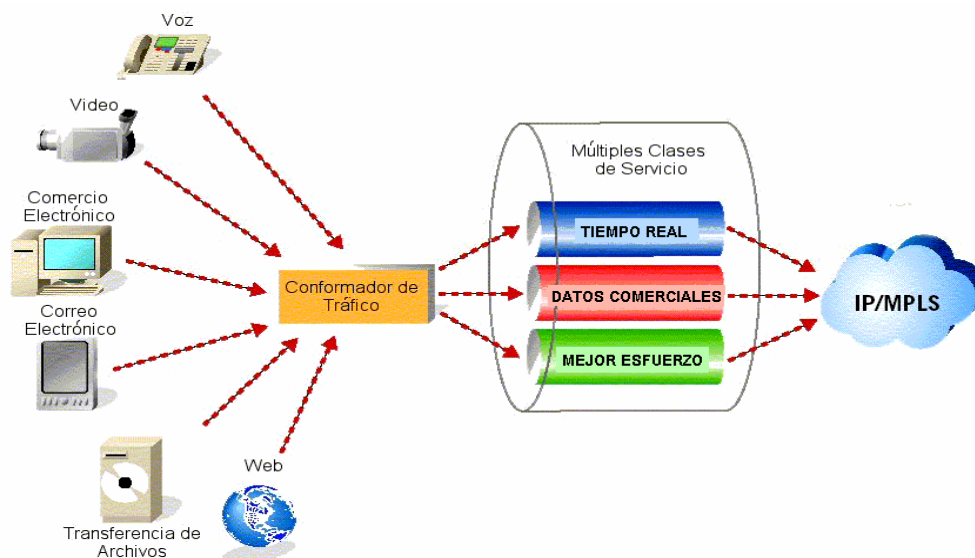 Voz
Video
Comercio
Electrónico
Correo
Electrónico
Transferencia de
Archivos
Web
Conformador de
Tráfico
Múltiples Clases
de Servicio
TIEMPO REAL
DATOS COMERCIALES
MEJOR ESFUERZO
IP/MPLS